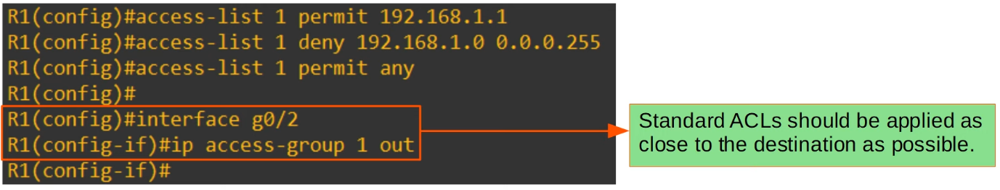 R1(config)#access-list 1 permit 192.168.1.1
R1(config)#access-list 1 deny 192.168.1.0 0.0.0.255
R1(config)#access-list 1 permit any
R1(config)#
R1(config)#interface g0/2
R1(config-if)#ip access-group 1 out
R1(config-if)#
Standard ACLs should be applied as
close to the destination as possible.